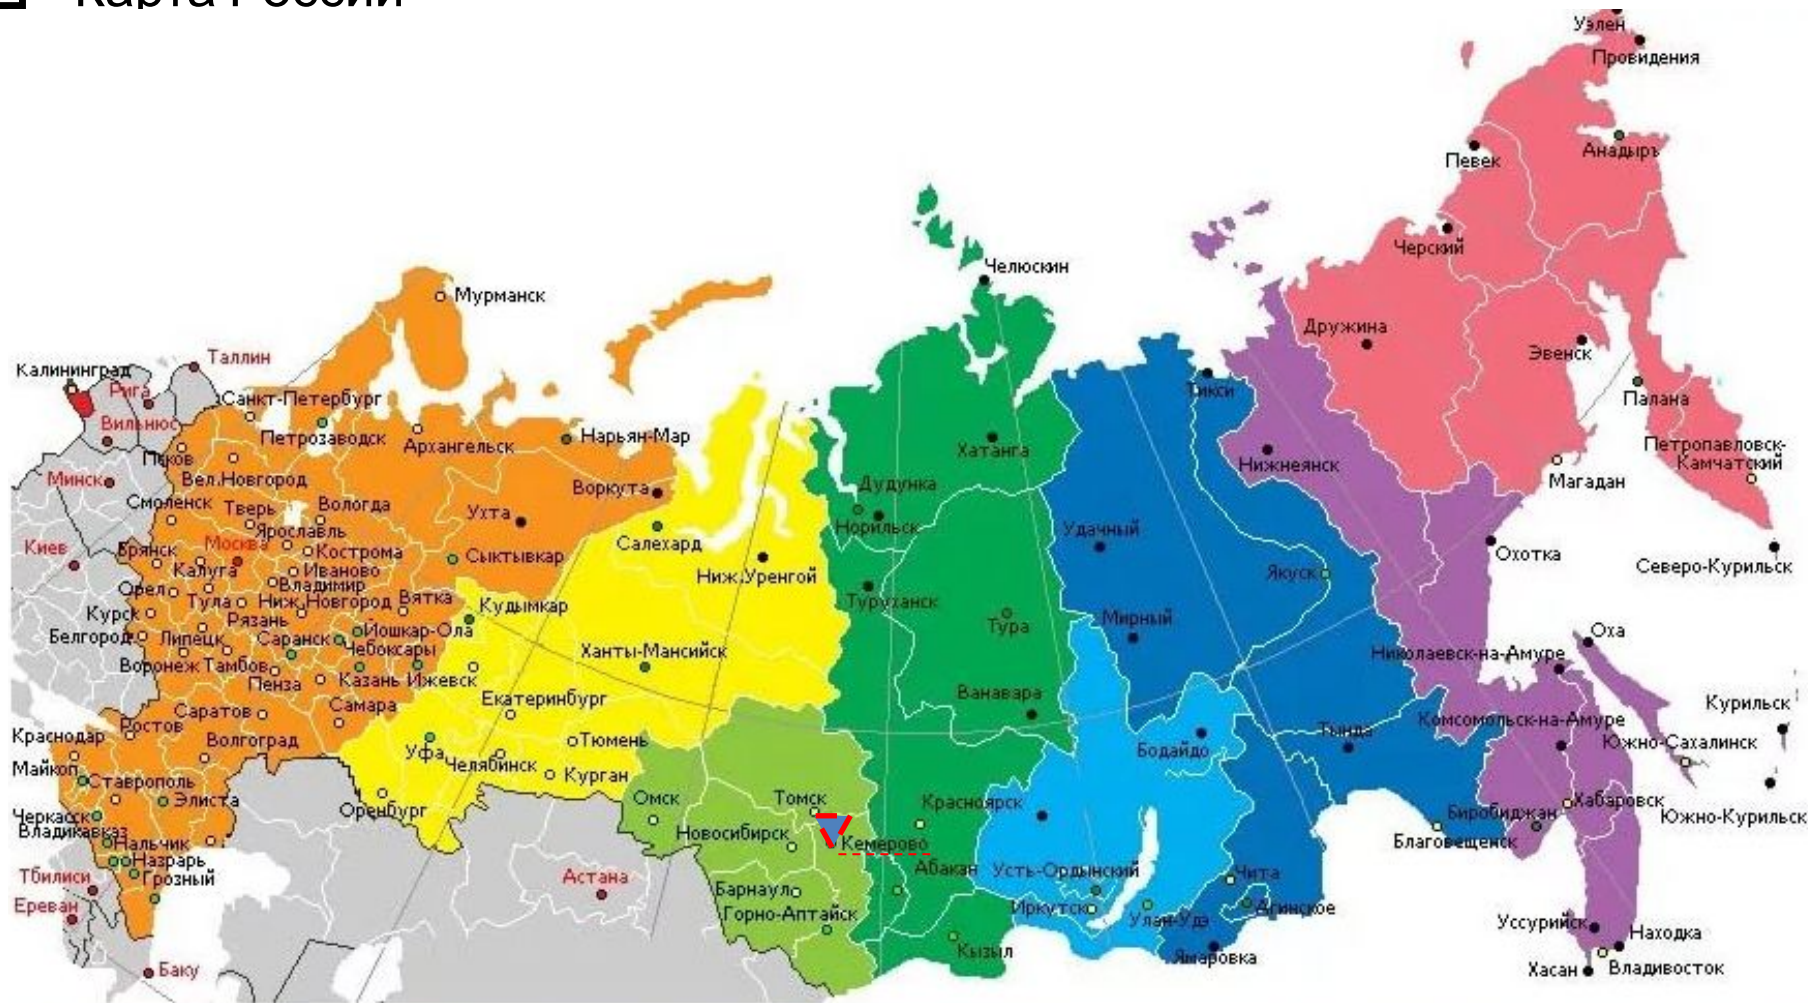 Карта России
Уэлен
Провидения
Певек
Анадырь
Черский
Челюскин
Мурманск
Дружина
Эвенск
Таллин
Калининград
Рига
Санкт-Петербург
Тикси
Палана
Вильнюс
Петрозаводск
Архангельск
Нарьян-Мар
Хатанга
Нижнеянск
Петропавловск-
Камчатский
Псков
Минск
Вел.Новгород
Воркута
Дудунка
Магадан
Смоленск
Тверь
Вологда
Ухта
Норильск
Удачный
Ярославль
Салехард
Киев
Брянск
Москва
Кострома
Сыктывкар
Охотка
Калуга
Иваново
Ниж.Уренгой
Якуск
Северо-Курильск
Орел
Владимир
Тула
Ниж.Новгород
Вятка
Кудымкар
Туруханск
Курск
Рязань
Тура
Мирный
Белгород
Липецк
Саранск
Йошкар-Ола
Оха
Чебоксары
Ханты-Мансийск
Николаевск-на-Амуре
Воронеж
Тамбов
Пенза
Казань
Ижевск
Ванавара
Екатеринбург
Курильск
Саратов
Самара
Ростов
Комсомольск-на-Амуре
Краснодар
Волгоград
Тюмень
Тында
Южно-Сахалинск
Уфа
Челябинск
Бодайдо
Майкоп
Ставрополь
Курган
Элиста
Оренбург
Омск
Томск
Красноярск
Хабаровск
Биробиджан
Южно-Курильск
Черкасск
Владикавказ
Новосибирск
Нальчик
Кемерово
Благовещенск
Назрарь
Абакан
Усть-Ордынский
Чита
Тбилиси
Грозный
Астана
Барнаул
Ереван
Горно-Аптайск
Иркутск
Улан-Удэ
Агинское
Уссурийск
Находка
Кызыл
Ямаровка
Баку
Хасан
Владивосток